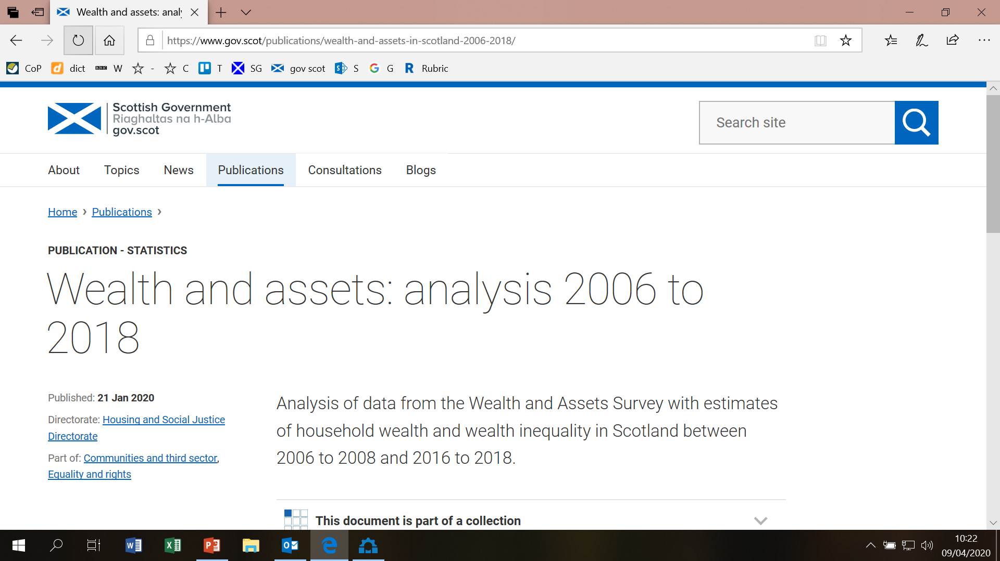 Wealth and assets: analy
https://www.gov.scot/publications/wealth-and-assets-in-scotland-2006-2018/
CoP dict BBC W - C T SG gov scot S G Rubric
Scottish Government
Riaghaltas na h-Alba
gov.scot
Search site
About Topics News Publications Consultations Blogs
Home › Publications ›
PUBLICATION - STATISTICS
Wealth and assets: analysis 2006 to
2018
Published: 21 Jan 2020
Directorate: Housing and Social Justice
Directorate
Part of: Communities and third sector,
Equality and rights
Analysis of data from the Wealth and Assets Survey with estimates
of household wealth and wealth inequality in Scotland between
2006 to 2008 and 2016 to 2018.
This document is part of a collection
10:22
09/04/2020